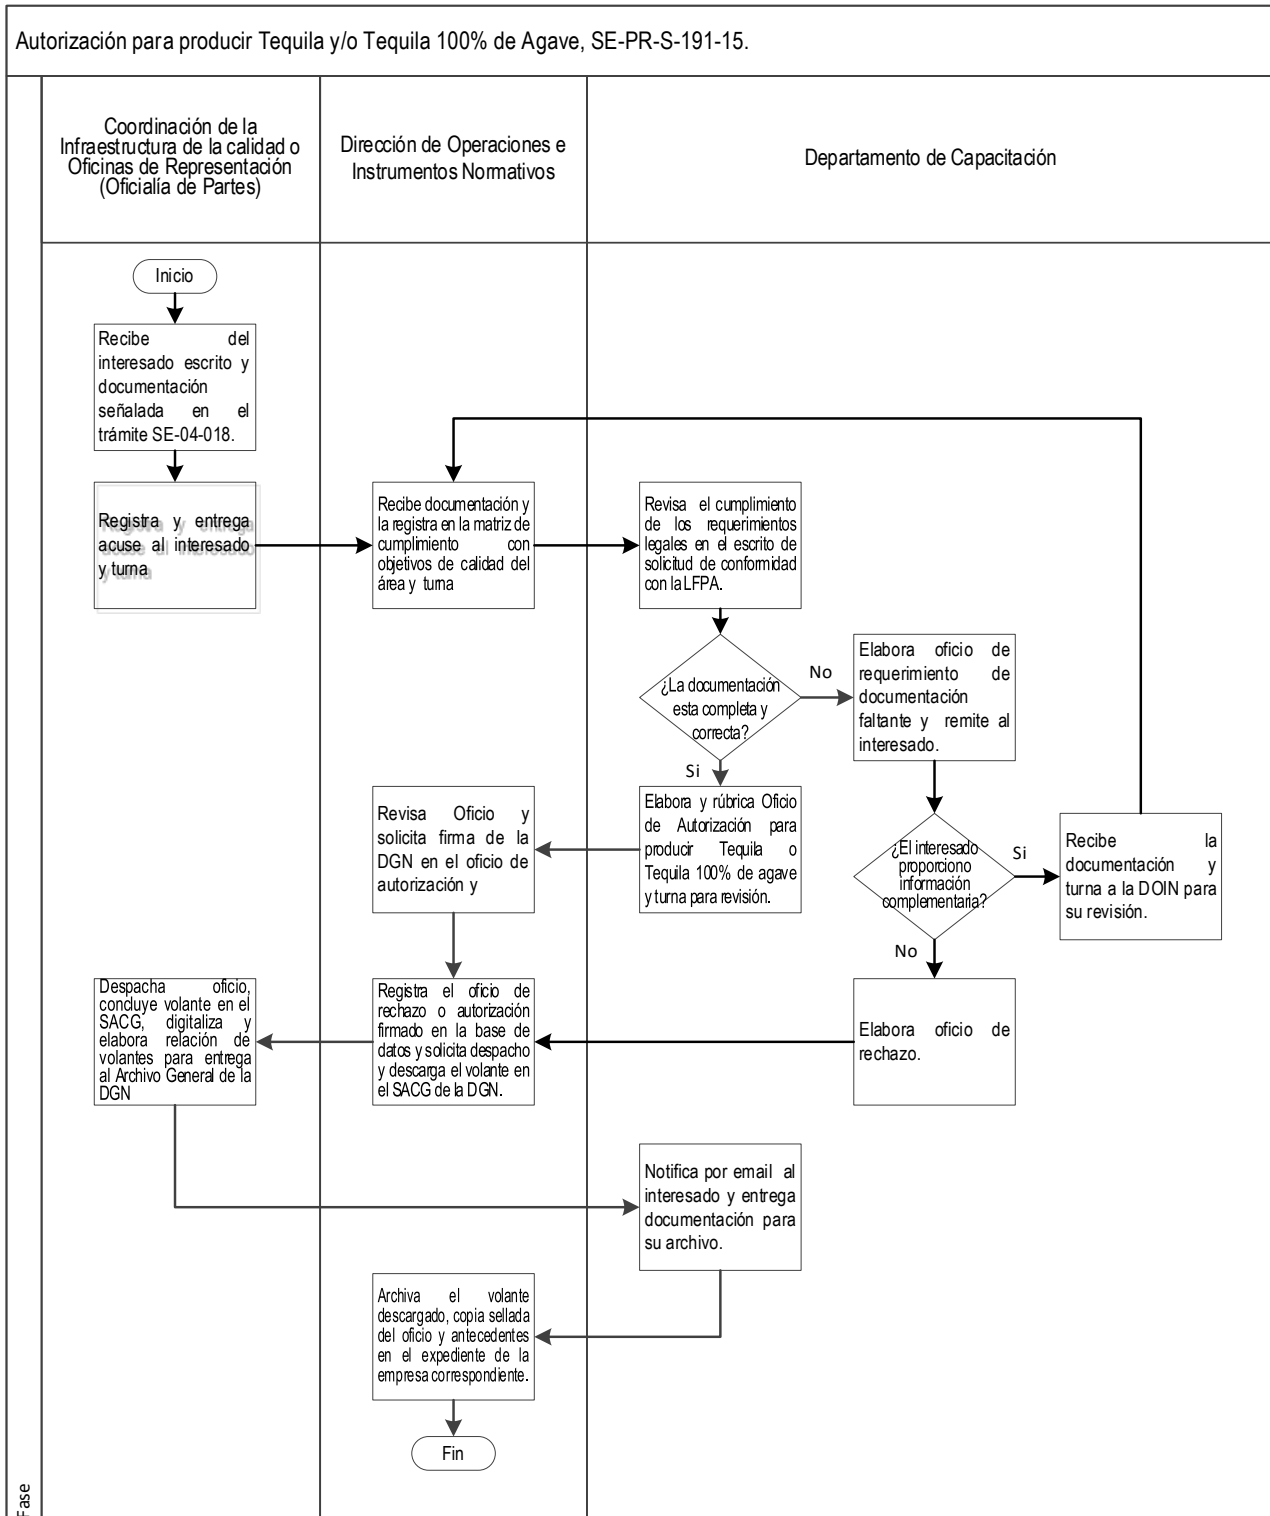 Autorización para producir Tequila y/o Tequila 100% de Agave, SE-PR-S-191-15.
Coordinación de la
Infraestructura de la calidad o
Oficinas de Representación
(Oficialía de Partes)
Dirección de Operaciones e
Instrumentos Normativos
Departamento de Capacitación
Inicio
Recibe del
interesado escrito y
documentación
señalada en el
trámite SE-04-018.
Registra y entrega
acuse al interesado
y turna
Recibe documentación y
la registra en la matriz de
cumplimiento con
objetivos de calidad del
área y turna
Revisa el cumplimiento
de los requerimientos
legales en el escrito de
solicitud de conformidad
con la LFPA.
¿La documentación
esta completa y
correcta?
No
Elabora oficio de
requerimiento de
documentación
faltante y remite al
interesado.
Si
Elabora y rúbrica Oficio
de Autorización para
producir Tequila o
Tequila 100% de agave
y turna para revisión.
Revisa Oficio y
solicita firma de la
DGN en el oficio de
autorización y
¿El interesado
proporciono
información
complementaria?
Si
Recibe la
documentación y
turna a la DOIN para
su revisión.
No
Elabora oficio de
rechazo.
Registra el oficio de
rechazo o autorización
firmado en la base de
datos y solicita despacho
y descarga el volante en
el SACG de la DGN.
Despacha oficio,
concluye volante en el
SACG, digitaliza y
elabora relación de
volantes para entrega
al Archivo General de la
DGN
Notifica por email al
interesado y entrega
documentación para
su archivo.
Archiva el volante
descargado, copia sellada
del oficio y antecedentes
en el expediente de la
empresa correspondiente.
Fin
Fase